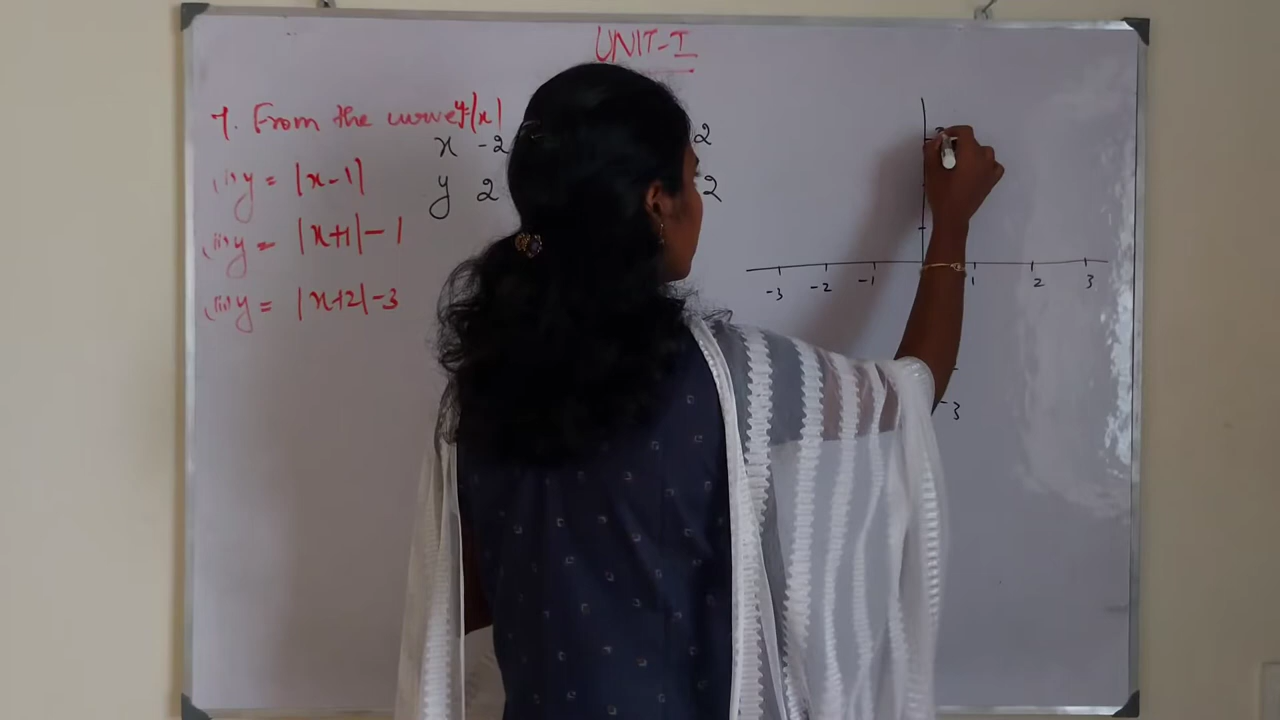 UNIT-I
7. From the curve y=|x|
x -2 2
y 2 2
(i) y = |x-1|
(ii) y = |x+1|-1
(iii) y = |x+2|-3
-3 -2 -1 1 2 3
-3